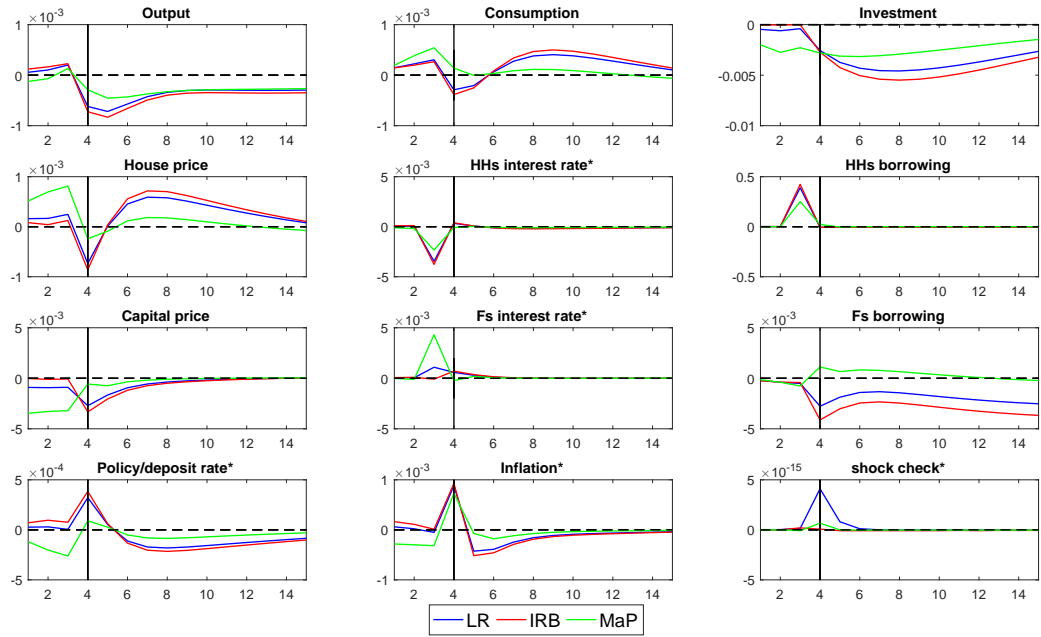 Output Consumption Investment
×10⁻³ ×10⁻³
1 1 0
0 0 -0.005
-1 -1 -0.01
2 4 6 8 10 12 14 2 4 6 8 10 12 14 2 4 6 8 10 12 14
House price HHs interest rate* HHs borrowing
×10⁻³ ×10⁻³
1 5 0.5
0 0 0
-1 -5 -0.5
2 4 6 8 10 12 14 2 4 6 8 10 12 14 2 4 6 8 10 12 14
Capital price Fs interest rate* Fs borrowing
×10⁻³ ×10⁻³ ×10⁻³
5 5 5
0 0 0
-5 -5 -5
2 4 6 8 10 12 14 2 4 6 8 10 12 14 2 4 6 8 10 12 14
Policy/deposit rate* Inflation* shock check*
×10⁻⁴ ×10⁻³ ×10⁻¹⁵
5 1 5
0 0 0
-5 -1 -5
2 4 6 8 10 12 14 2 4 6 8 10 12 14 2 4 6 8 10 12 14
LR IRB MaP